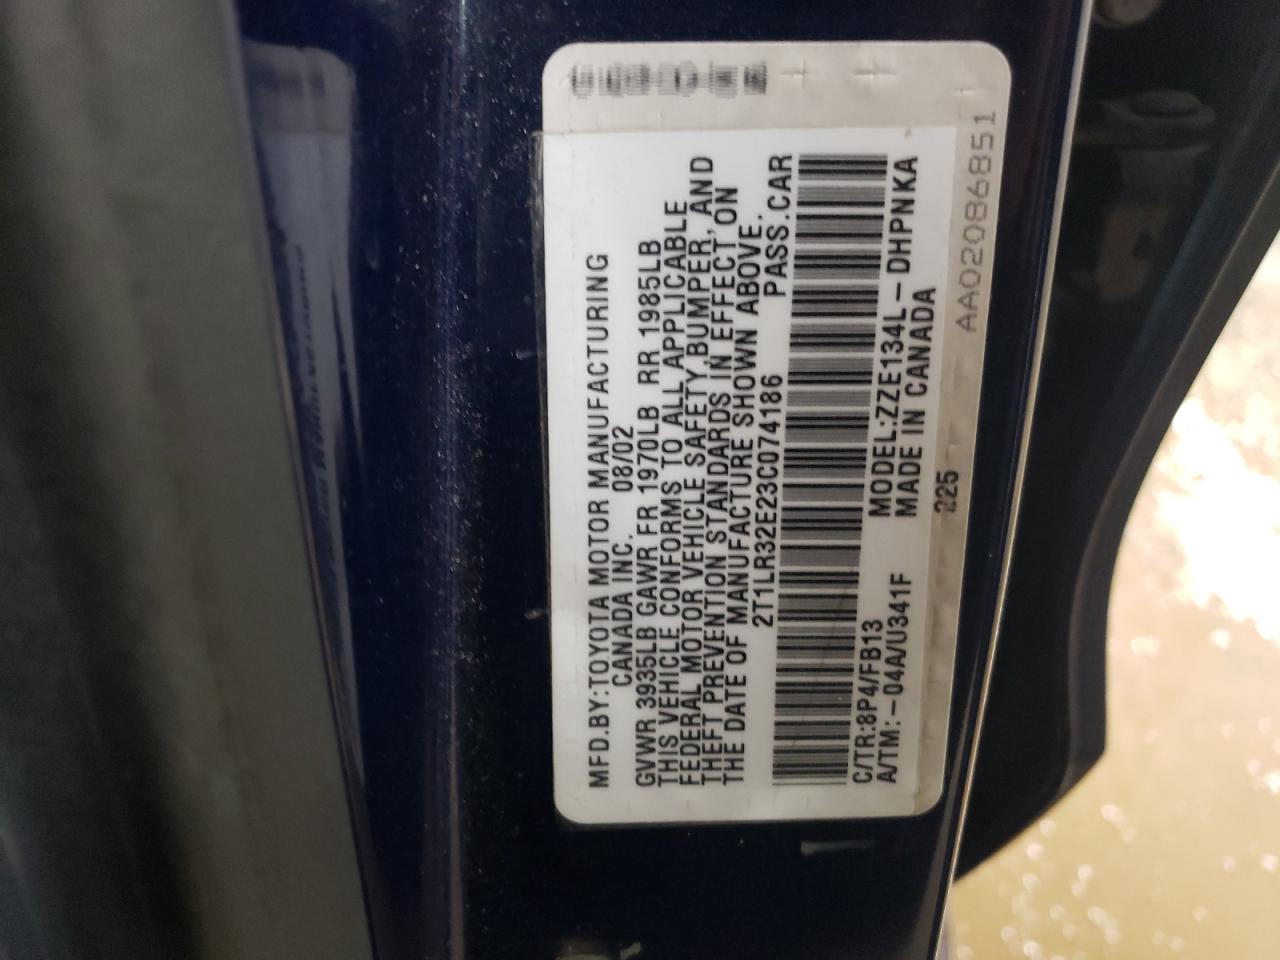 MFD.BY:TOYOTA MOTOR MANUFACTURING
CANADA INC. 08/02
GVWR 3935LB GAWR FR 1970LB RR 1985LB
THIS VEHICLE CONFORMS TO ALL APPLICABLE
FEDERAL MOTOR VEHICLE SAFETY,BUMPER, AND
THEFT PREVENTION STANDARDS IN EFFECT ON
THE DATE OF MANUFACTURE SHOWN ABOVE.
2T1LR32E23C074186 PASS.CAR
C/TR:8P4/FB13 MODEL:ZZE134L-DHPNKA
A/TM:-04A/U341F MADE IN CANADA
225
AA02086851